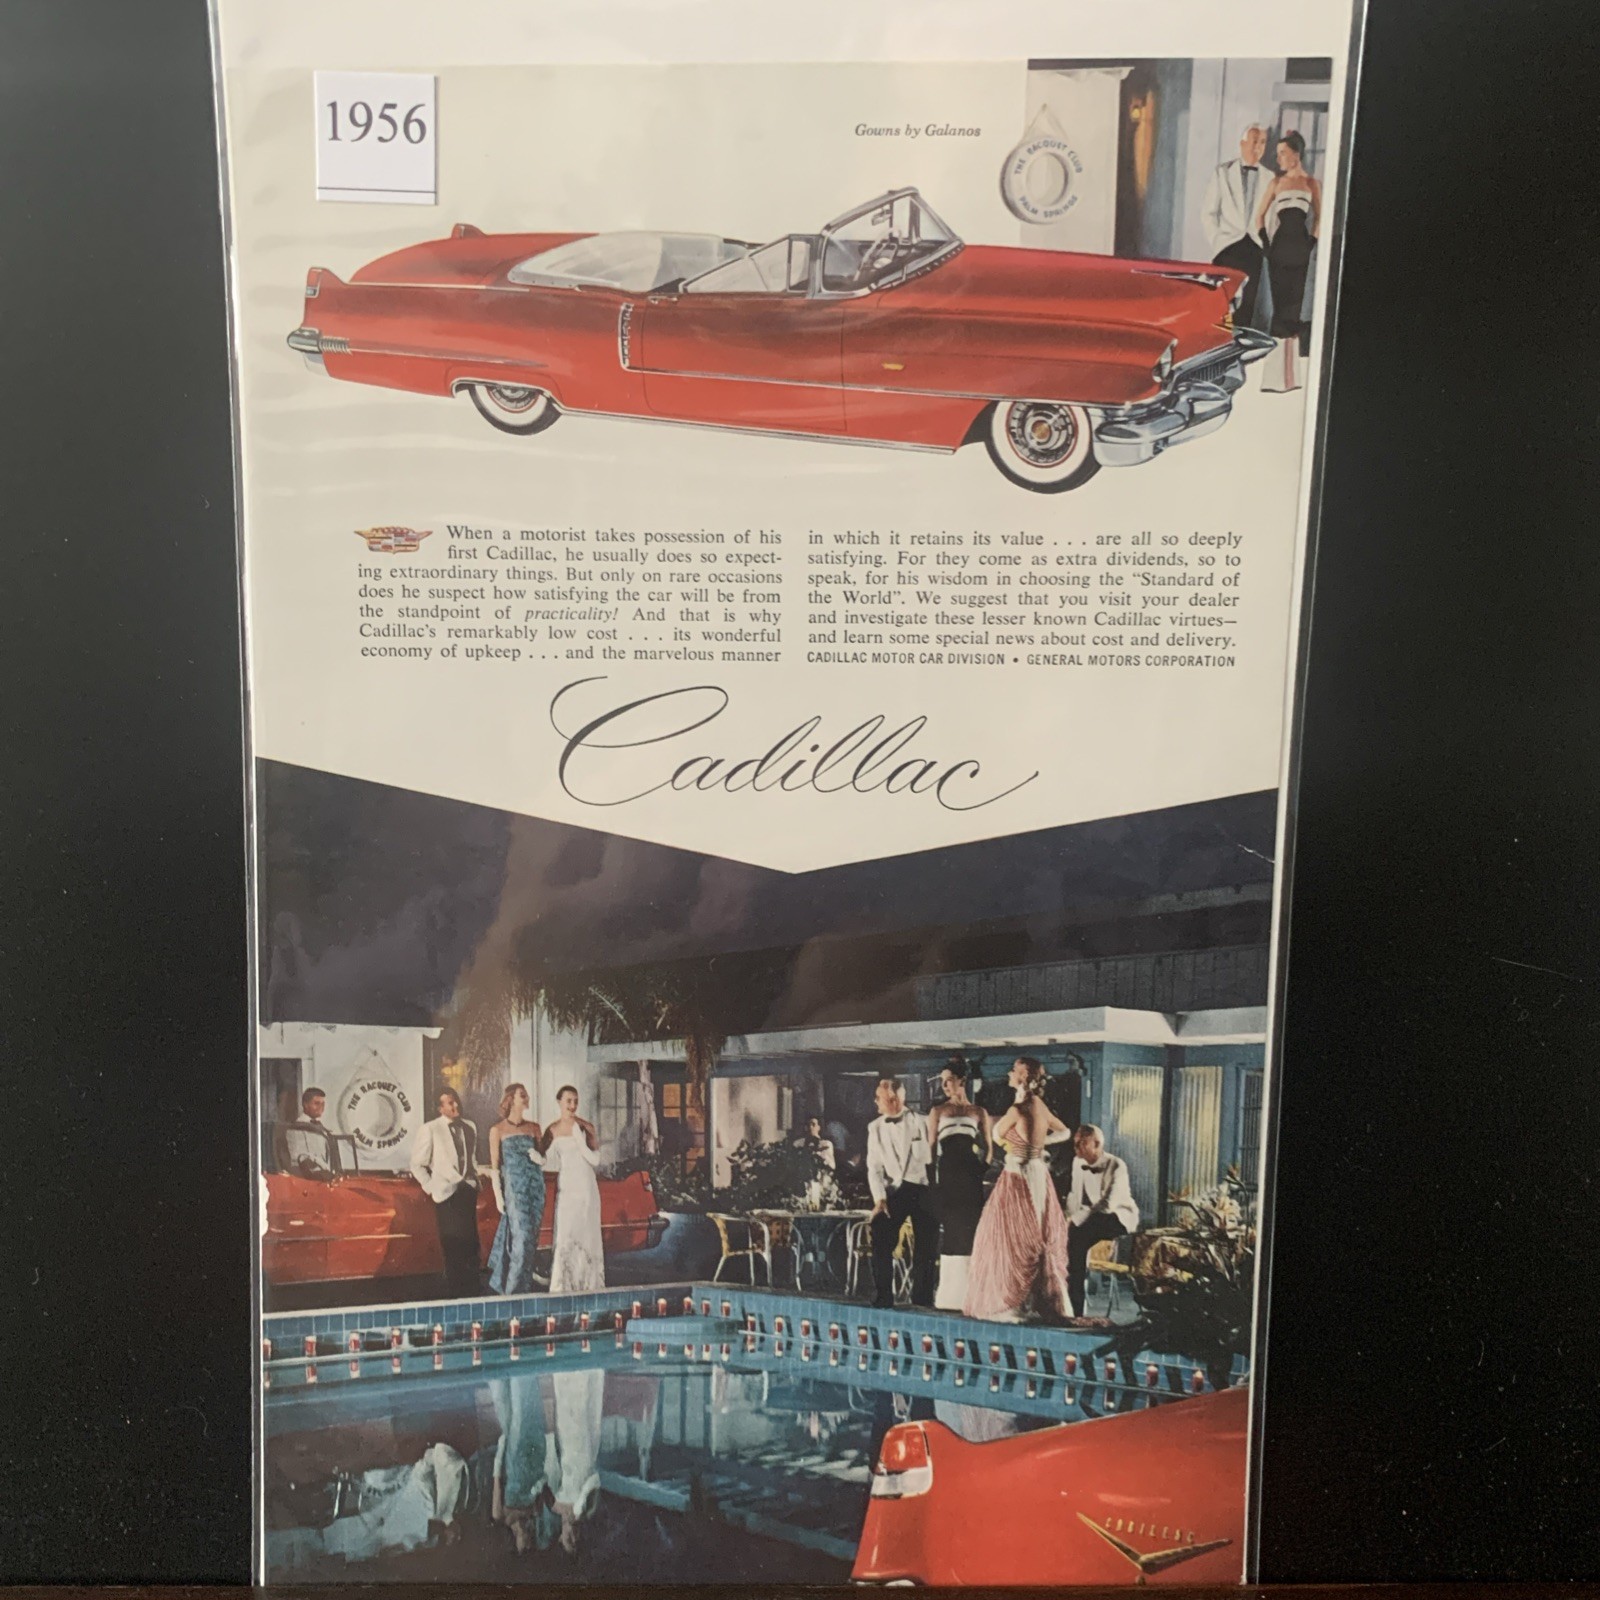 1956
Gowns by Galanos
THE RACQUET CLUB
PALM SPRINGS
When a motorist takes possession of his
first Cadillac, he usually does so expect-
ing extraordinary things. But only on rare occasions
does he suspect how satisfying the car will be from
the standpoint of practicality! And that is why
Cadillac's remarkably low cost . . . its wonderful
economy of upkeep . . . and the marvelous manner
in which it retains its value . . . are all so deeply
satisfying. For they come as extra dividends, so to
speak, for his wisdom in choosing the "Standard of
the World". We suggest that you visit your dealer
and investigate these lesser known Cadillac virtues—
and learn some special news about cost and delivery.
CADILLAC MOTOR CAR DIVISION • GENERAL MOTORS CORPORATION
Cadillac
THE RACQUET CLUB
PALM SPRINGS
CADILLAC